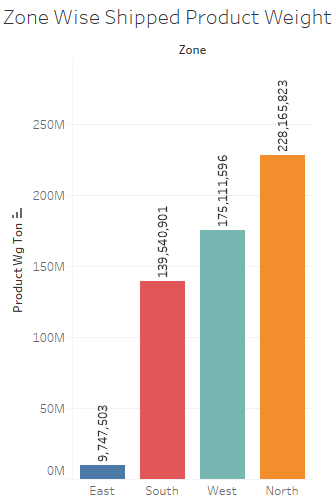 Zone Wise Shipped Product Weight
Zone
Product Wg Ton
250M
200M
150M
100M
50M
0M
9,747,503
139,540,901
175,111,596
228,165,823
East South West North